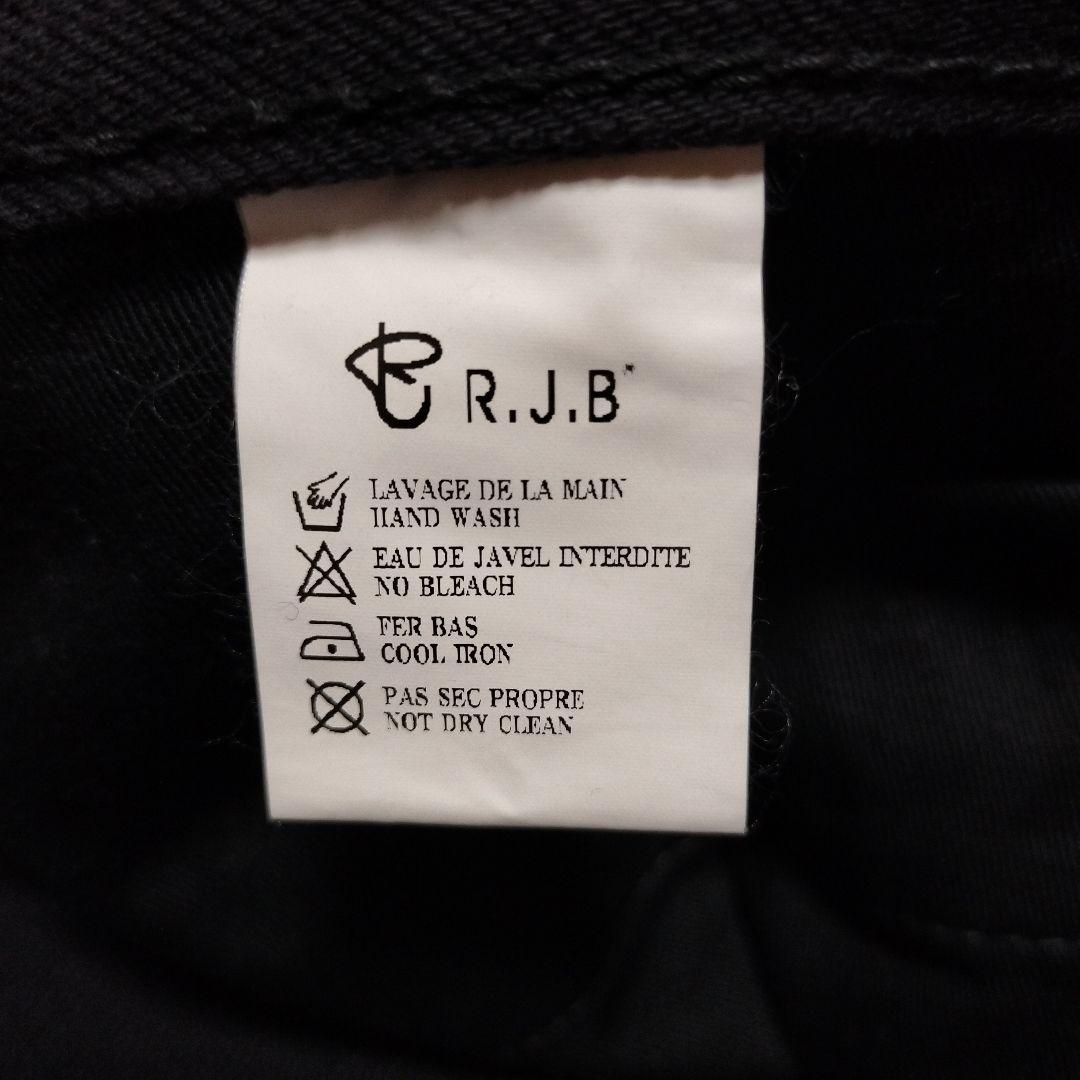 R.J.B
LAVAGE DE LA MAIN
HAND WASH
EAU DE JAVEL INTERDITE
NO BLEACH
FER BAS
COOL IRON
PAS SEC PROPRE
NOT DRY CLEAN